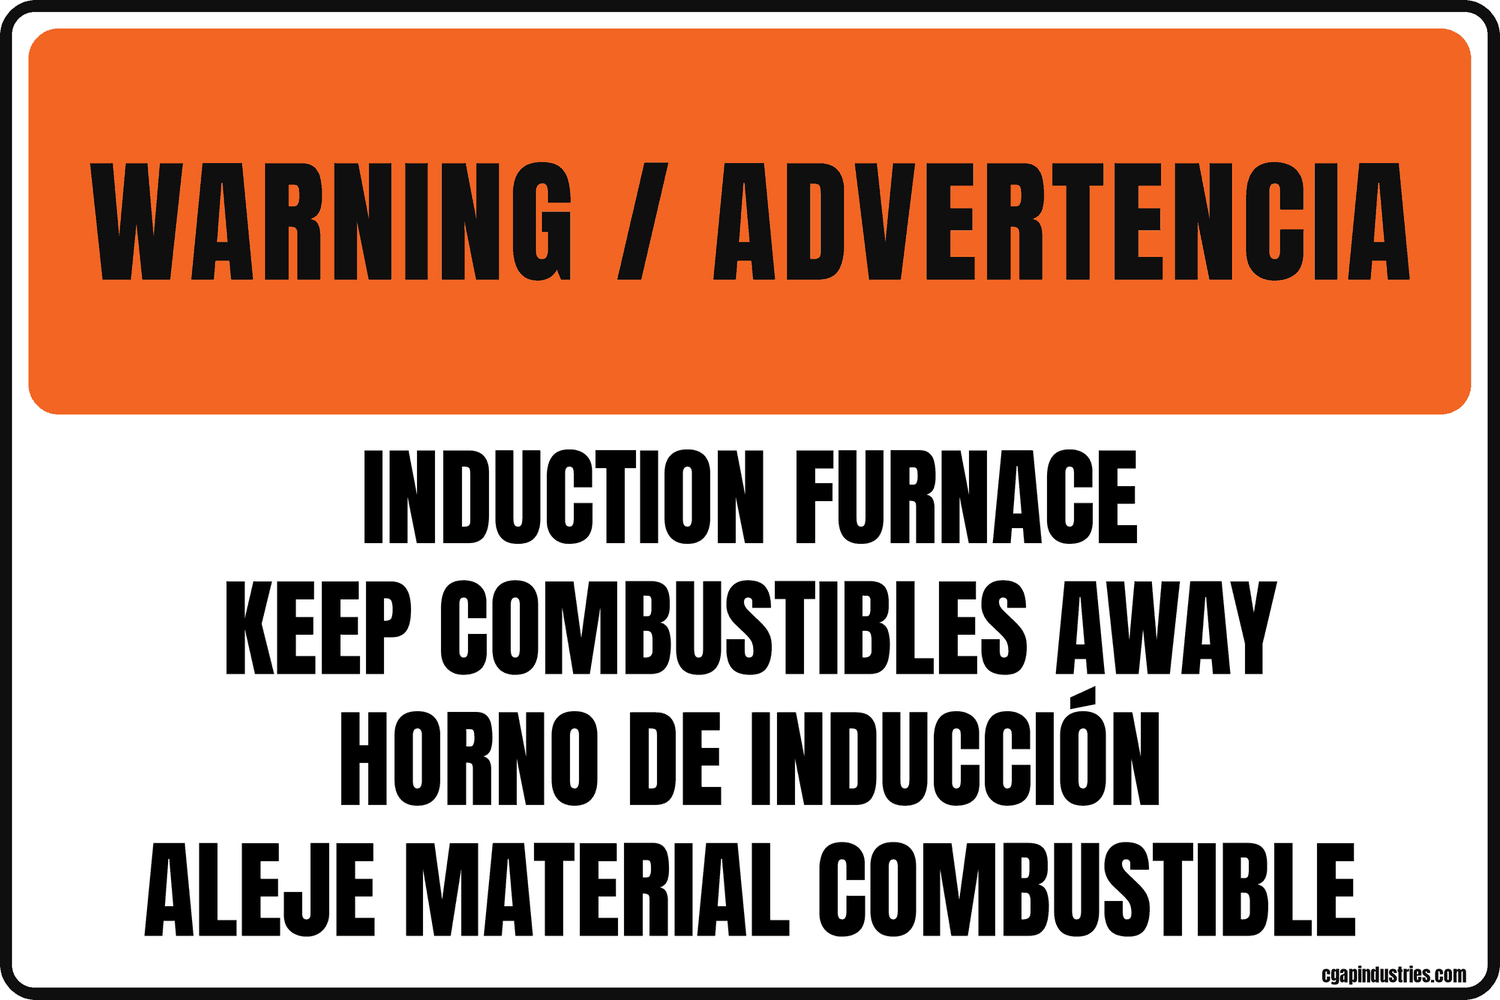 WARNING / ADVERTENCIA
INDUCTION FURNACE
KEEP COMBUSTIBLES AWAY
HORNO DE INDUCCIÓN
ALEJE MATERIAL COMBUSTIBLE
cgapindustries.com